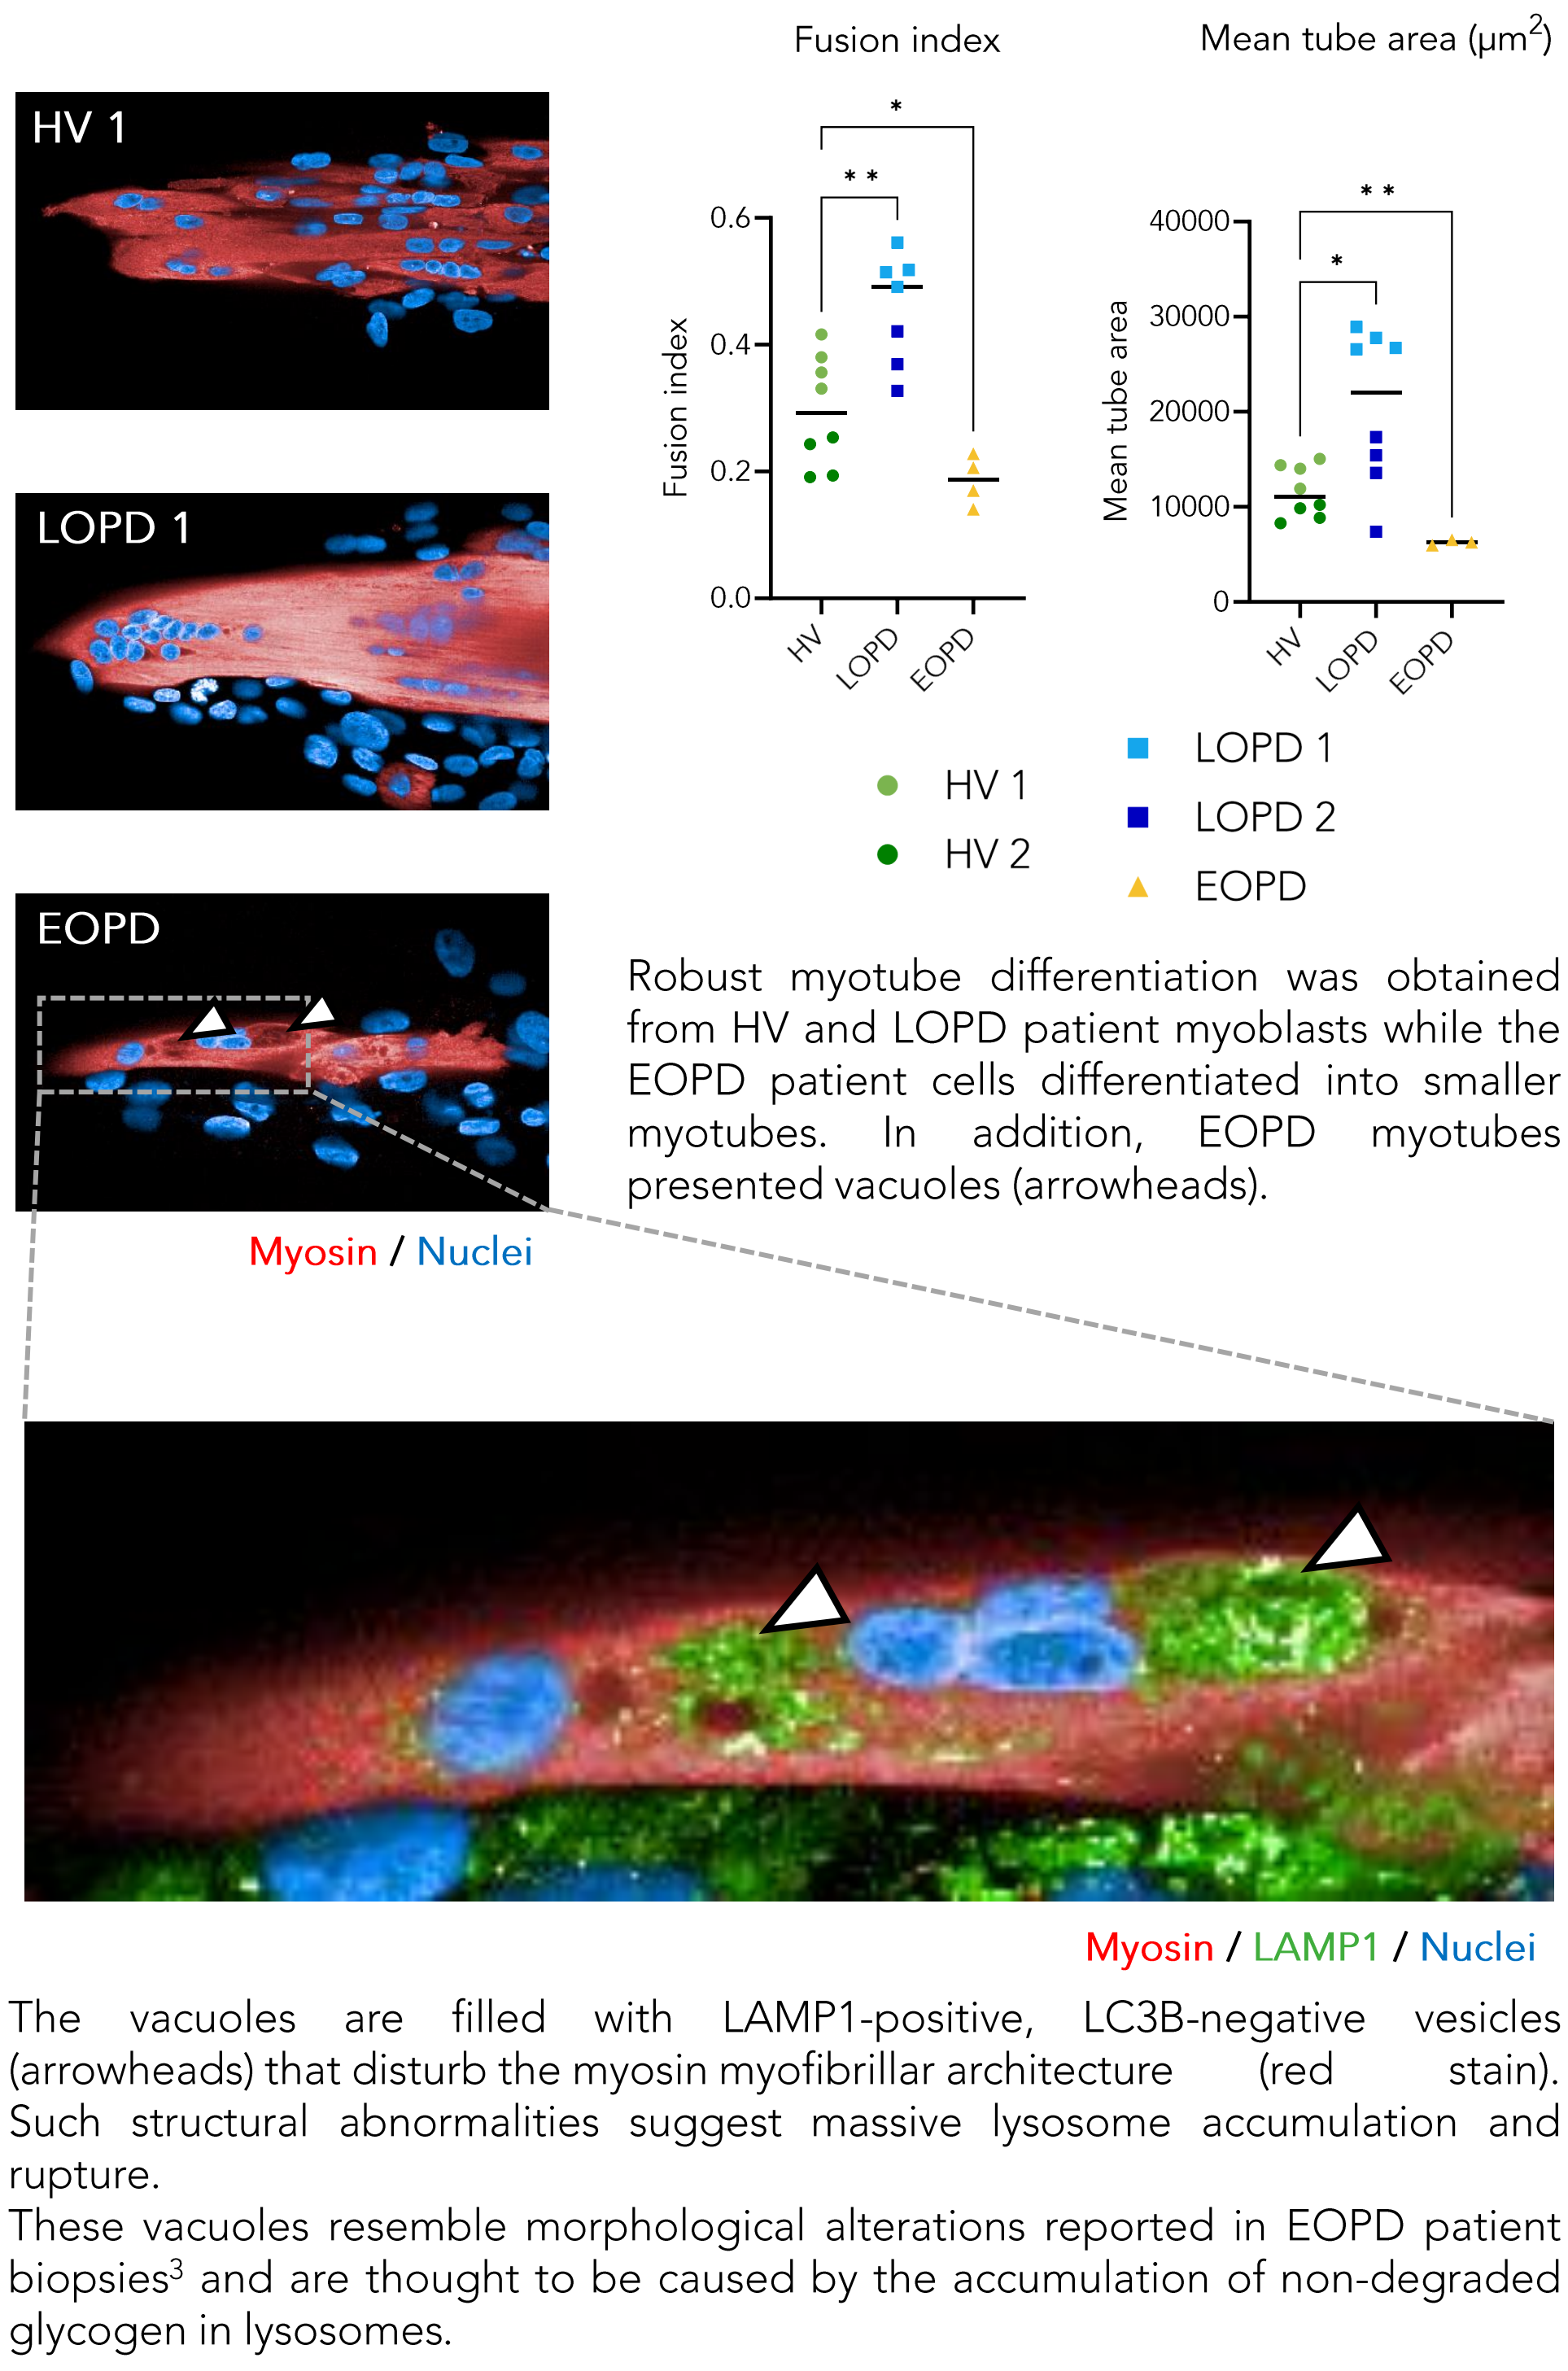 Fusion index
Mean tube area (µm²)
HV 1
*
**
**
*
0.6
0.4
0.2
0.0
Fusion index
HV
LOPD
EOPD
40000
30000
20000
10000
0
Mean tube area
HV
LOPD
EOPD
LOPD 1
HV 1
HV 2
LOPD 1
LOPD 2
EOPD
EOPD
Robust myotube differentiation was obtained
from HV and LOPD patient myoblasts while the
EOPD patient cells differentiated into smaller
myotubes. In addition, EOPD myotubes
presented vacuoles (arrowheads).
Myosin / Nuclei
Myosin / LAMP1 / Nuclei
The vacuoles are filled with LAMP1-positive, LC3B-negative vesicles
(arrowheads) that disturb the myosin myofibrillar architecture (red stain).
Such structural abnormalities suggest massive lysosome accumulation and
rupture.
These vacuoles resemble morphological alterations reported in EOPD patient
biopsies³ and are thought to be caused by the accumulation of non-degraded
glycogen in lysosomes.